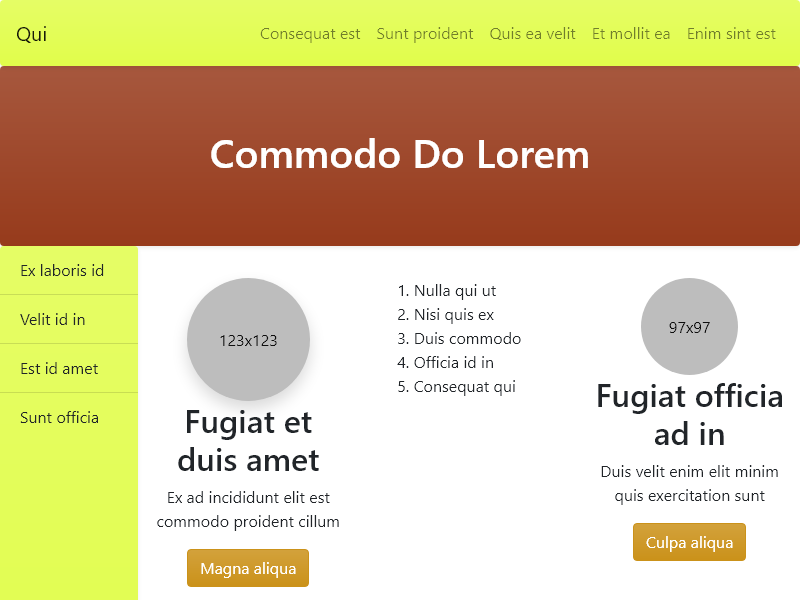 Qui
Consequat est
Sunt proident
Quis ea velit
Et mollit ea
Enim sint est
Commodo Do Lorem
Ex laboris id
Velit id in
Est id amet
Sunt officia
123x123
Fugiat et
duis amet
Ex ad incididunt elit est
commodo proident cillum
Magna aliqua
1. Nulla qui ut
2. Nisi quis ex
3. Duis commodo
4. Officia id in
5. Consequat qui
97x97
Fugiat officia
ad in
Duis velit enim elit minim
quis exercitation sunt
Culpa aliqua